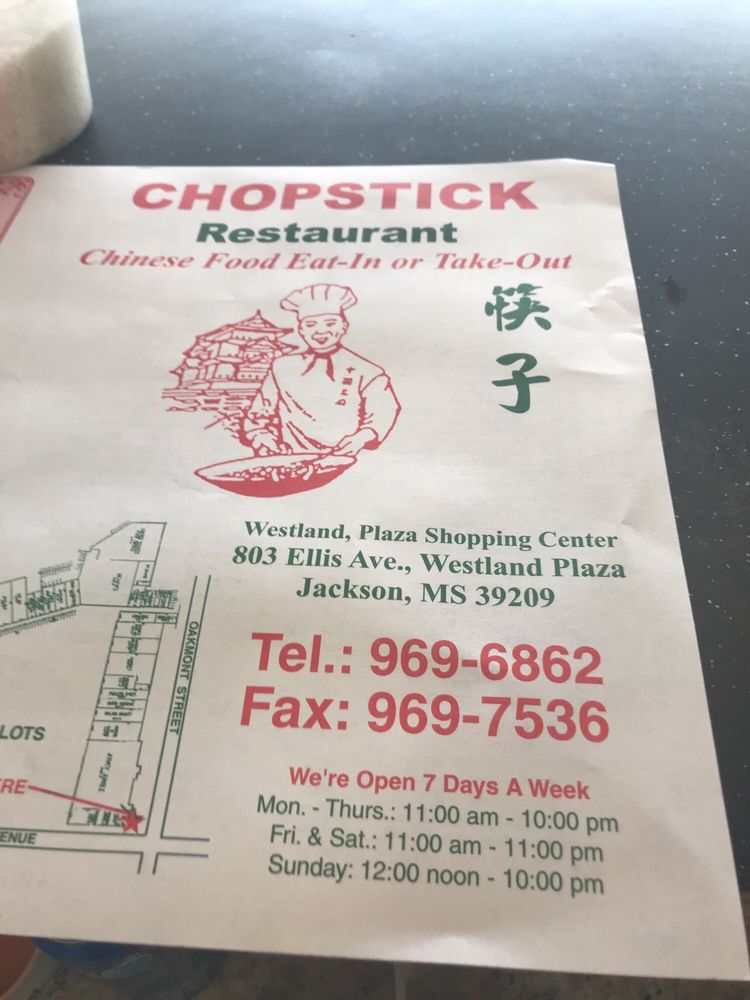 CHOPSTICK
Restaurant
Chinese Food Eat-In or Take-Out
筷
子
Westland, Plaza Shopping Center
803 Ellis Ave., Westland Plaza
Jackson, MS 39209
OAKMONT STREET
Tel.: 969-6862
Fax: 969-7536
LOTS
RE
ENUE
We're Open 7 Days A Week
Mon. - Thurs.: 11:00 am - 10:00 pm
Fri. & Sat.: 11:00 am - 11:00 pm
Sunday: 12:00 noon - 10:00 pm